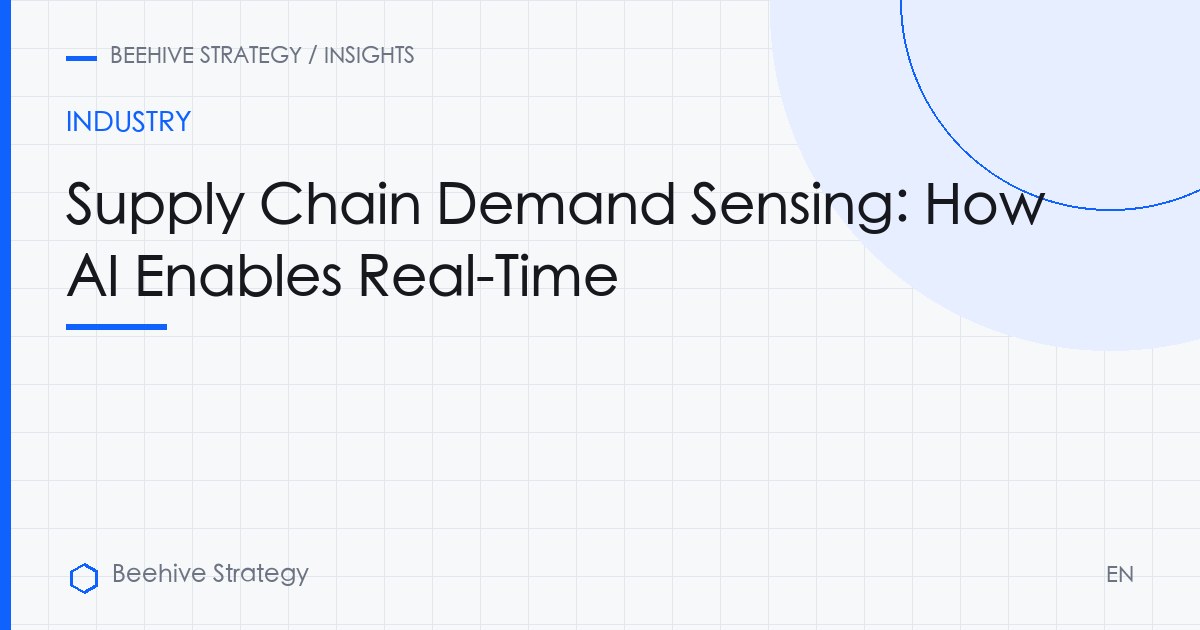 BEEHIVE STRATEGY / INSIGHTS
INDUSTRY
Supply Chain Demand Sensing: How
AI Enables Real-Time
Beehive Strategy
EN